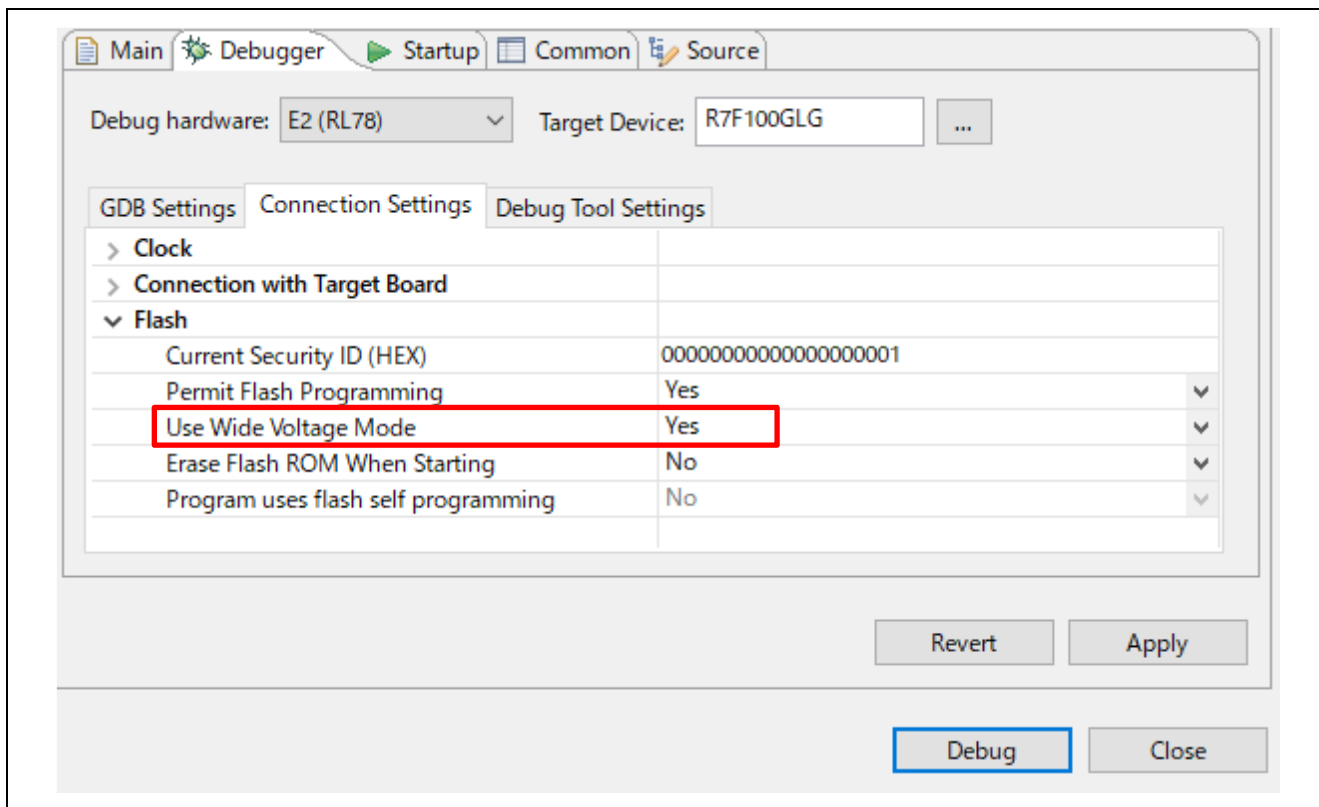 Main Debugger Startup Common Source
Debug hardware: E2 (RL78) Target Device: R7F100GLG ...
GDB Settings Connection Settings Debug Tool Settings
Clock
Connection with Target Board
Flash
Current Security ID (HEX) 00000000000000000001
Permit Flash Programming Yes
Use Wide Voltage Mode Yes
Erase Flash ROM When Starting No
Program uses flash self programming No
Revert Apply
Debug Close